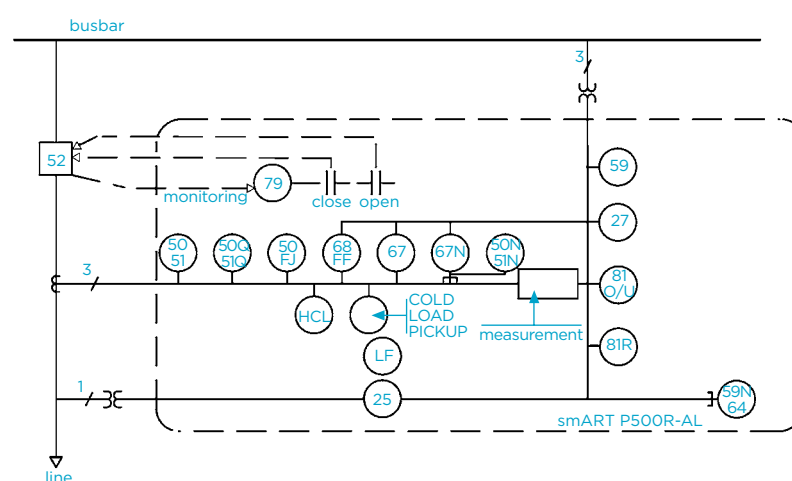 busbar
3
52
59
monitoring
79
close
open
27
50
51
50Q
51Q
50
FJ
68
FF
67
67N
50N
51N
3
81
O/U
HCL
COLD
LOAD
PICKUP
measurement
LF
81R
1
25
59N
64
smART P500R-AL
line